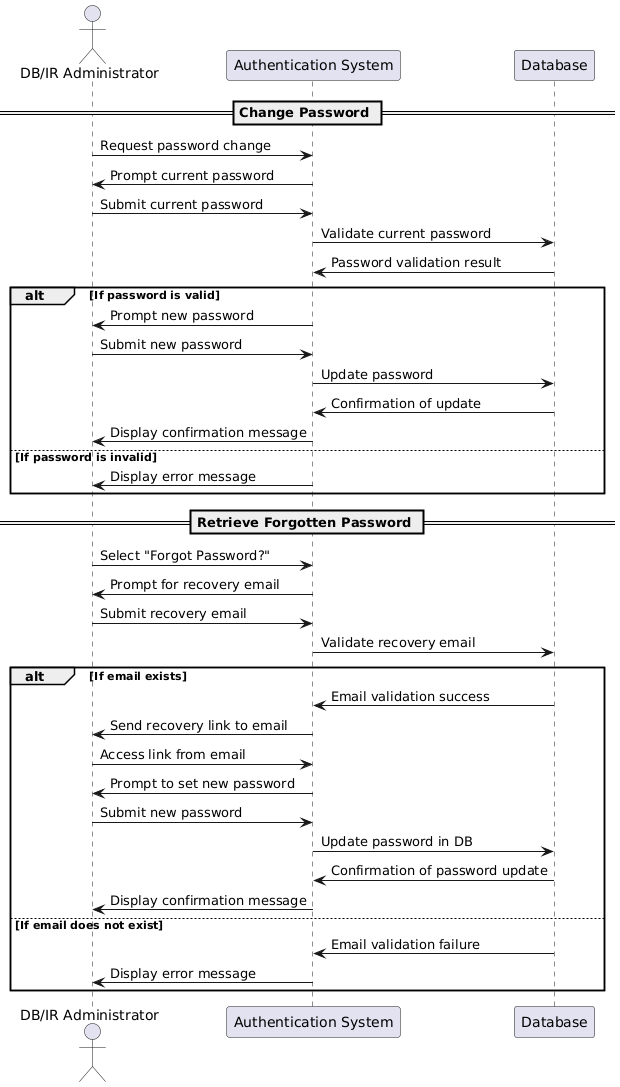 DB/IR Administrator
Authentication System
Database
Change Password
Request password change
Prompt current password
Submit current password
Validate current password
Password validation result
alt [If password is valid]
Prompt new password
Submit new password
Update password
Confirmation of update
Display confirmation message
[If password is invalid]
Display error message
Retrieve Forgotten Password
Select "Forgot Password?"
Prompt for recovery email
Submit recovery email
Validate recovery email
alt [If email exists]
Email validation success
Send recovery link to email
Access link from email
Prompt to set new password
Submit new password
Update password in DB
Confirmation of password update
Display confirmation message
[If email does not exist]
Email validation failure
Display error message
DB/IR Administrator
Authentication System
Database